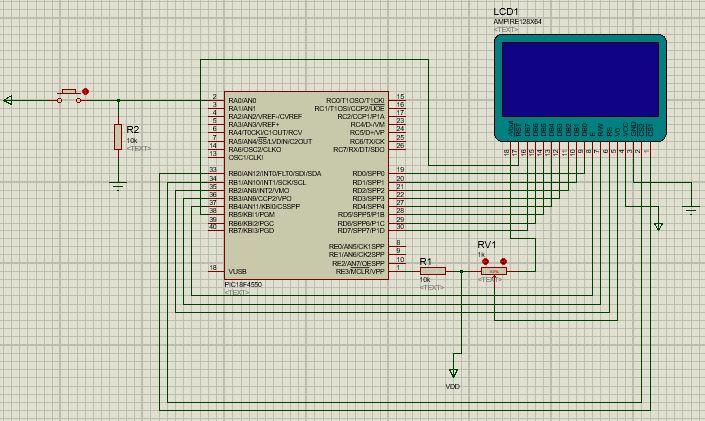 LCD1
AMPIRE128X64
<TEXT>
-Vout
RST
DB7
DB6
DB5
DB4
DB3
DB2
DB1
DB0
E
R/W
RS
V0
VCC
GND
CS2
CS1
18 17 16 15 14 13 12 11 10 9 8 7 6 5 4 3 2 1
R2
10k
<TEXT>
2 RA0/AN0 RC0/T1OSO/T1CKI 15
3 RA1/AN1 RC1/T1OSI/CCP2/UOE 16
4 RA2/AN2/VREF-/CVREF RC2/CCP1/P1A 17
5 RA3/AN3/VREF+ RC4/D-/VM 23
6 RA4/T0CKI/C1OUT/RCV RC5/D+/VP 24
7 RA5/AN4/SS/LVDIN/C2OUT RC6/TX/CK 25
14 RA6/OSC2/CLKO RC7/RX/DT/SDO 26
13 OSC1/CLKI
33 RB0/AN12/INT0/FLT0/SDI/SDA RD0/SPP0 19
34 RB1/AN10/INT1/SCK/SCL RD1/SPP1 20
35 RB2/AN8/INT2/VMO RD2/SPP2 21
36 RB3/AN9/CCP2/VPO RD3/SPP3 22
37 RB4/AN11/KBI0/CSSPP RD4/SPP4 27
38 RB5/KBI1/PGM RD5/SPP5/P1B 28
39 RB6/KBI2/PGC RD6/SPP6/P1C 29
40 RB7/KBI3/PGD RD7/SPP7/P1D 30
RE0/AN5/CK1SPP 8
RE1/AN6/CK2SPP 9
RE2/AN7/OESPP 10
18 VUSB RE3/MCLR/VPP 1
PIC18F4550
<TEXT>
R1
10k
<TEXT>
RV1
1k
<TEXT>
VDD